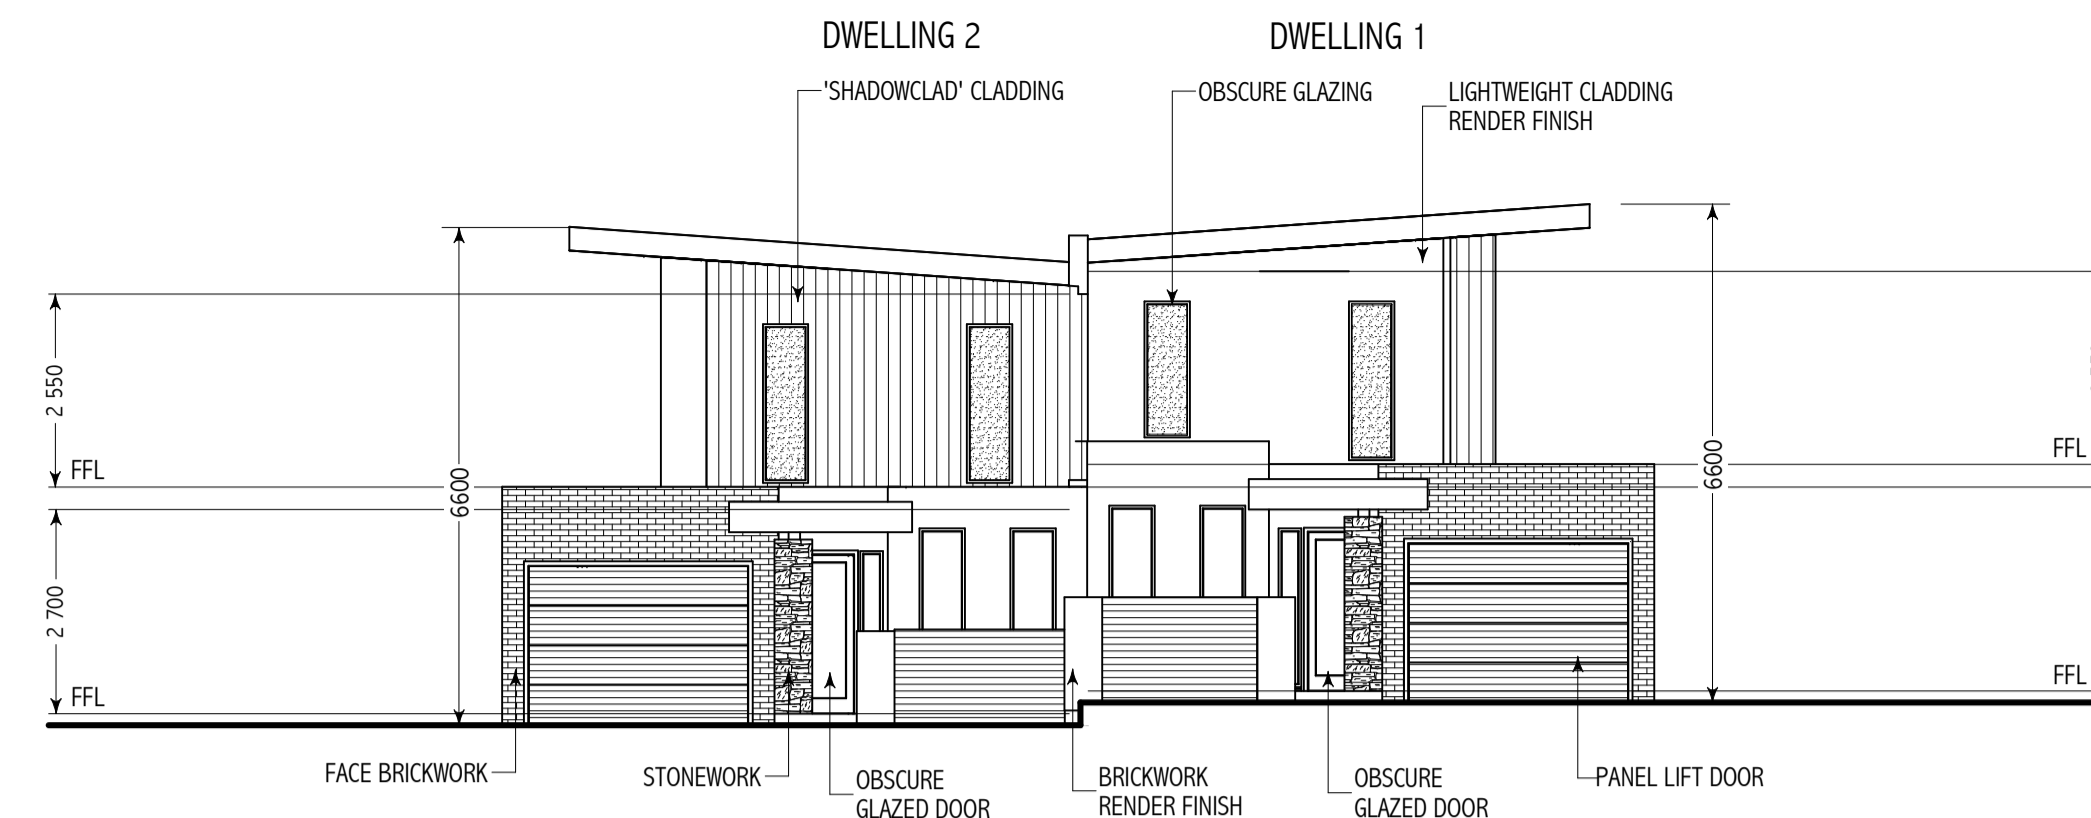 DWELLING 2
DWELLING 1
'SHADOWCLAD' CLADDING
OBSCURE GLAZING
LIGHTWEIGHT CLADDING
RENDER FINISH
2 550
FFL
6600
2 700
FFL
6600
FFL
FFL
FACE BRICKWORK
STONEWORK
OBSCURE
GLAZED DOOR
BRICKWORK
RENDER FINISH
OBSCURE
GLAZED DOOR
PANEL LIFT DOOR